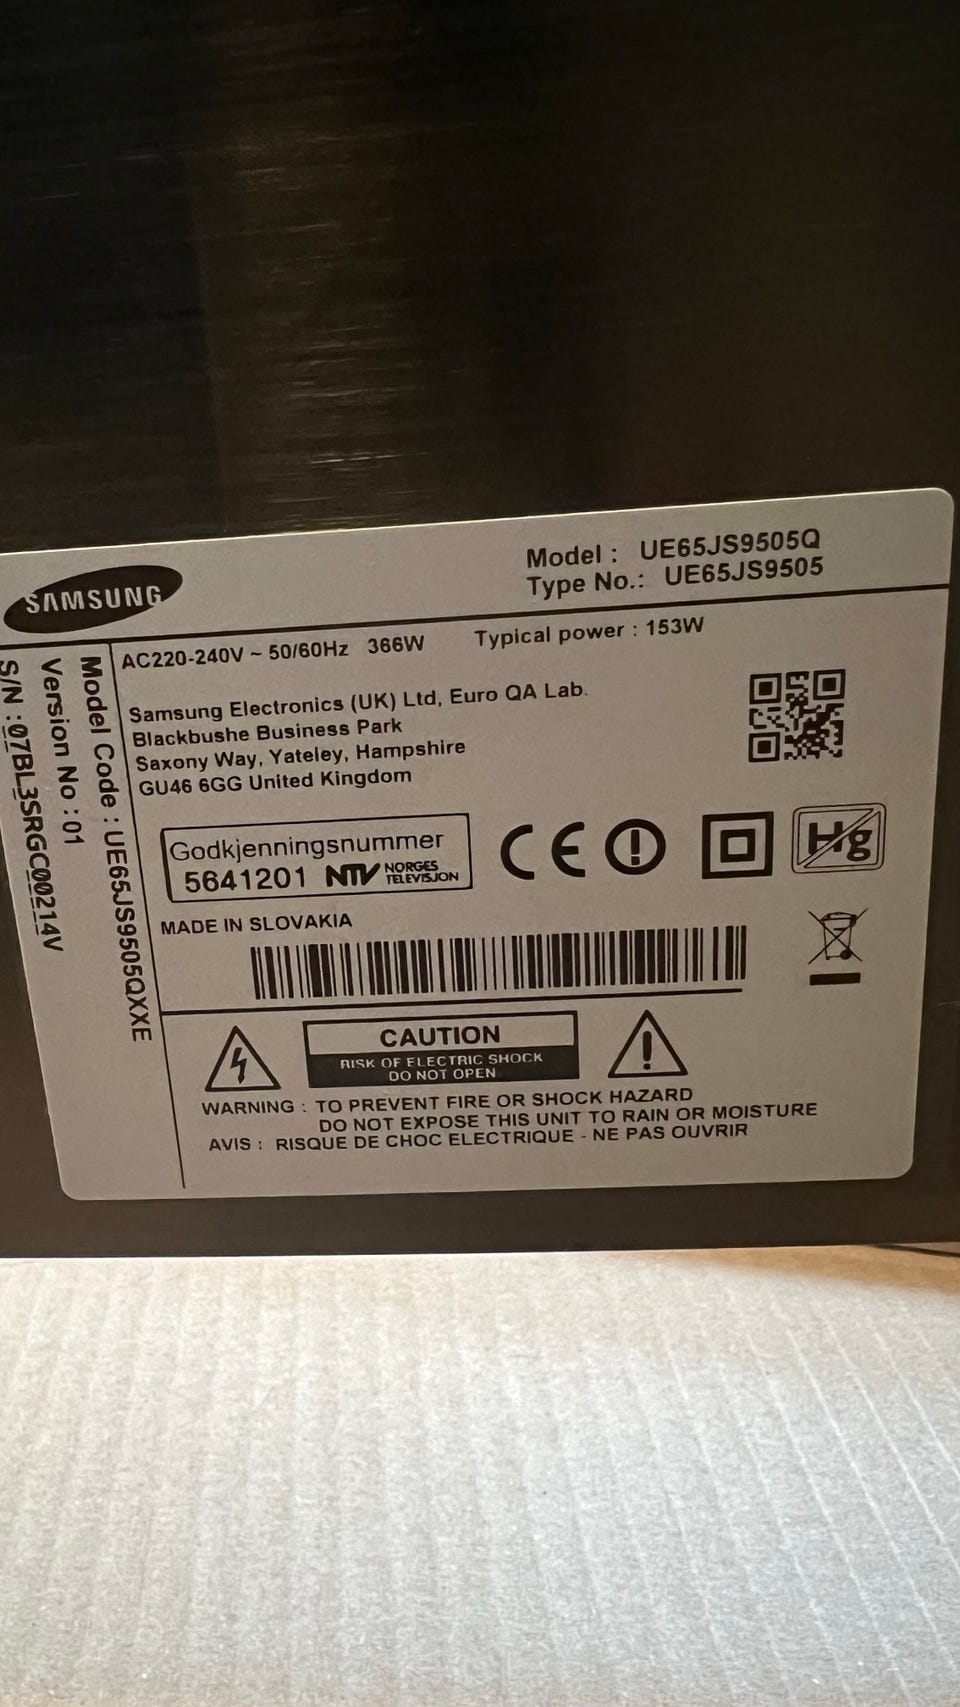 SAMSUNG
Model : UE65JS9505Q
Type No.: UE65JS9505
AC220-240V ~ 50/60Hz 366W Typical power : 153W
Samsung Electronics (UK) Ltd, Euro QA Lab.
Blackbushe Business Park
Saxony Way, Yateley, Hampshire
GU46 6GG United Kingdom
Godkjenningsnummer
5641201 NTV NORGES TELEVISJON
CE
Hg
MADE IN SLOVAKIA
CAUTION
RISK OF ELECTRIC SHOCK
DO NOT OPEN
WARNING : TO PREVENT FIRE OR SHOCK HAZARD
DO NOT EXPOSE THIS UNIT TO RAIN OR MOISTURE
AVIS : RISQUE DE CHOC ELECTRIQUE - NE PAS OUVRIR
Model Code : UE65JS9505QXXE
Version No : 01
S/N : 07BL3SRGC00214V